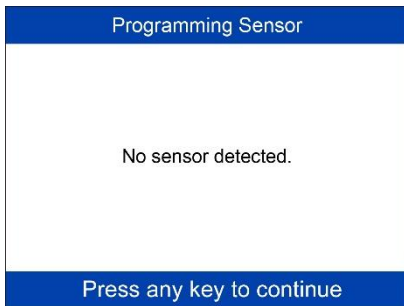 Programming Sensor
No sensor detected.
Press any key to continue